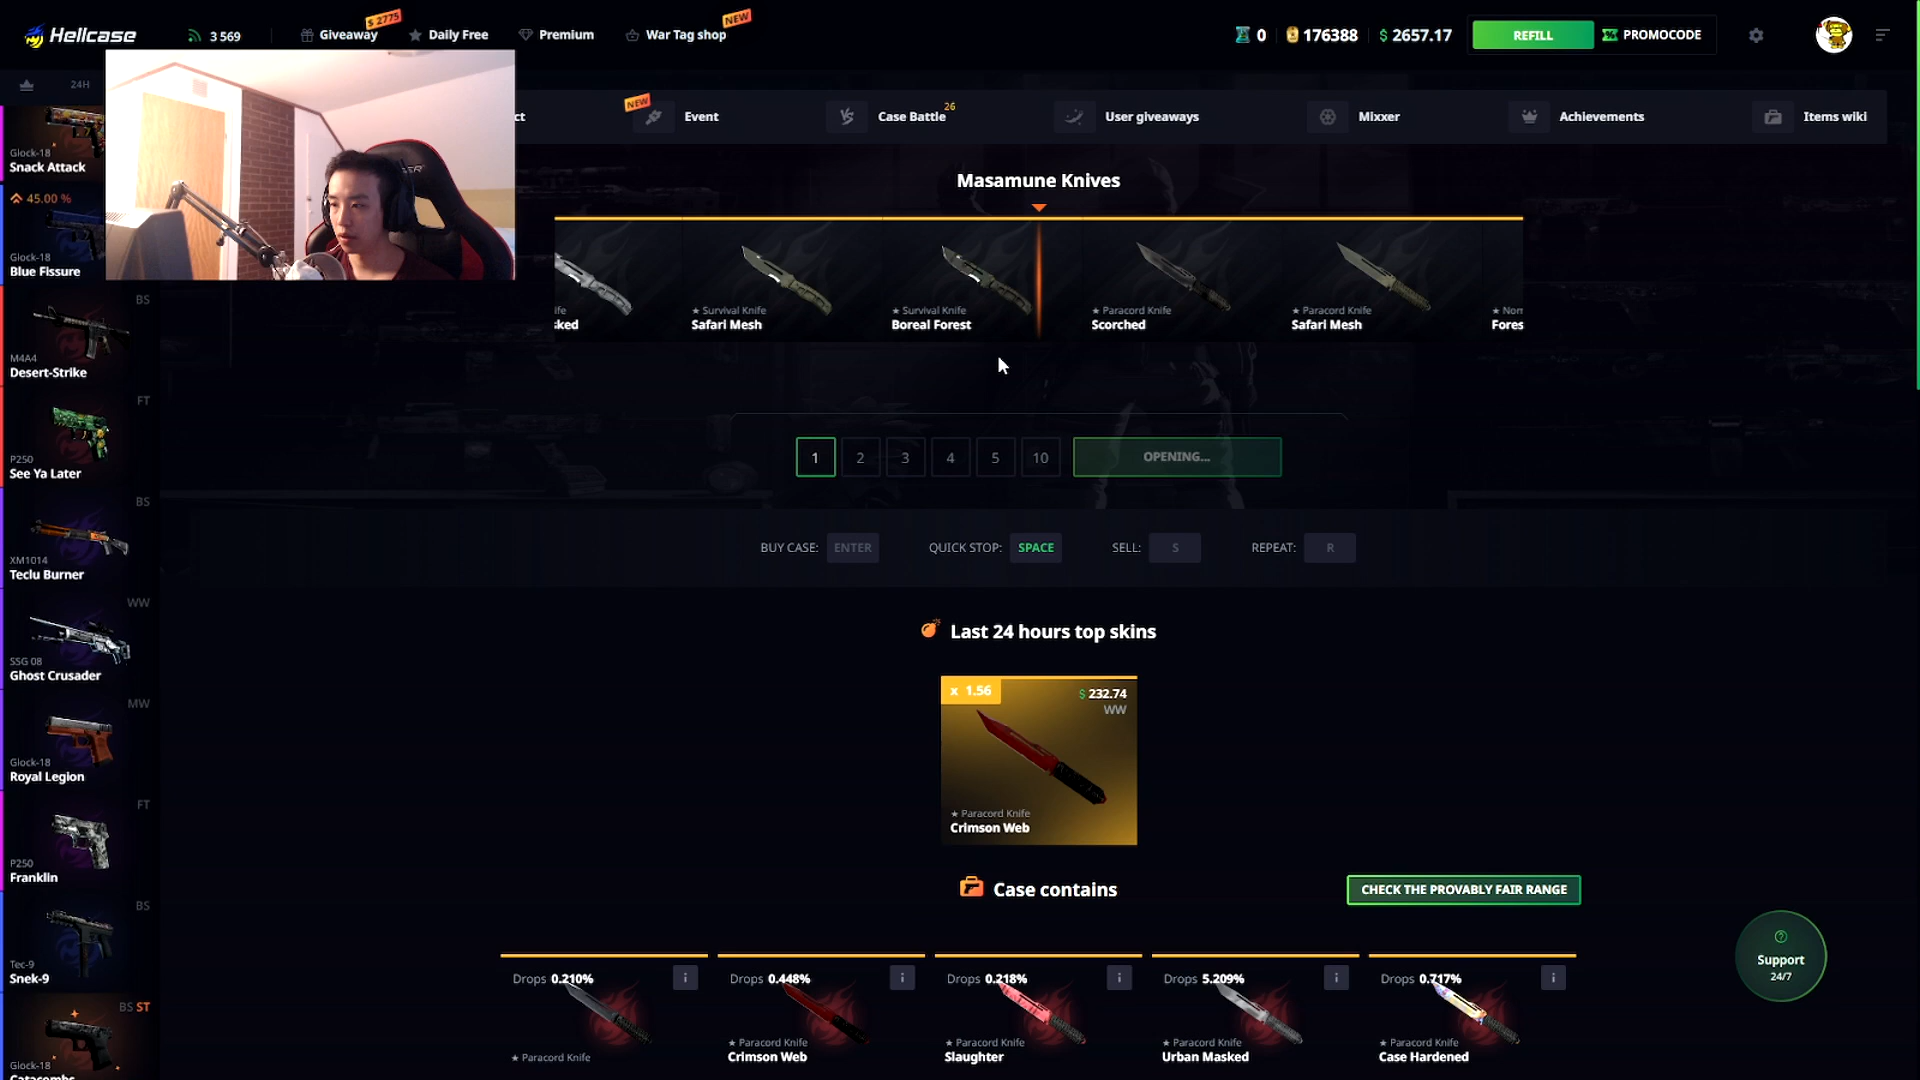 Hellcase
3 569
Giveaway
$ 2775
Daily Free
Premium
War Tag shop
NEW
0
176388
$ 2657.17
REFILL
PROMOCODE
24H
ct
NEW
Event
Case Battle
26
User giveaways
Mixxer
Achievements
Items wiki
Glock-18
Snack Attack
45.00 %
Glock-18
Blue Fissure
BS
M4A4
Desert-Strike
FT
P250
See Ya Later
BS
XM1014
Teclu Burner
WW
SSG 08
Ghost Crusader
MW
Glock-18
Royal Legion
FT
P250
Franklin
BS
Tec-9
Snek-9
BS ST
Glock-18
Catacombs
Masamune Knives
ife
sked
★ Survival Knife
Safari Mesh
★ Survival Knife
Boreal Forest
★ Paracord Knife
Scorched
★ Paracord Knife
Safari Mesh
★ Nom
Fores
1
2
3
4
5
10
OPENING...
BUY CASE: ENTER
QUICK STOP: SPACE
SELL: S
REPEAT: R
Last 24 hours top skins
x 1.56
$ 232.74
WW
★ Paracord Knife
Crimson Web
Case contains
CHECK THE PROVABLY FAIR RANGE
Drops 0.210%
i
★ Paracord Knife
Drops 0.448%
i
★ Paracord Knife
Crimson Web
Drops 0.218%
i
★ Paracord Knife
Slaughter
Drops 5.209%
i
★ Paracord Knife
Urban Masked
Drops 0.717%
i
★ Paracord Knife
Case Hardened
Support
24/7